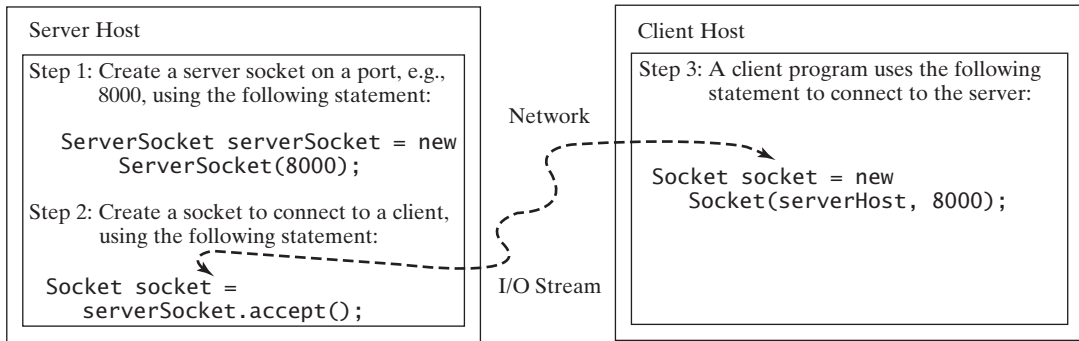 Server Host
Step 1: Create a server socket on a port, e.g.,
8000, using the following statement:
ServerSocket serverSocket = new
ServerSocket(8000);
Step 2: Create a socket to connect to a client,
using the following statement:
Socket socket =
serverSocket.accept();
Network
I/O Stream
Client Host
Step 3: A client program uses the following
statement to connect to the server:
Socket socket = new
Socket(serverHost, 8000);